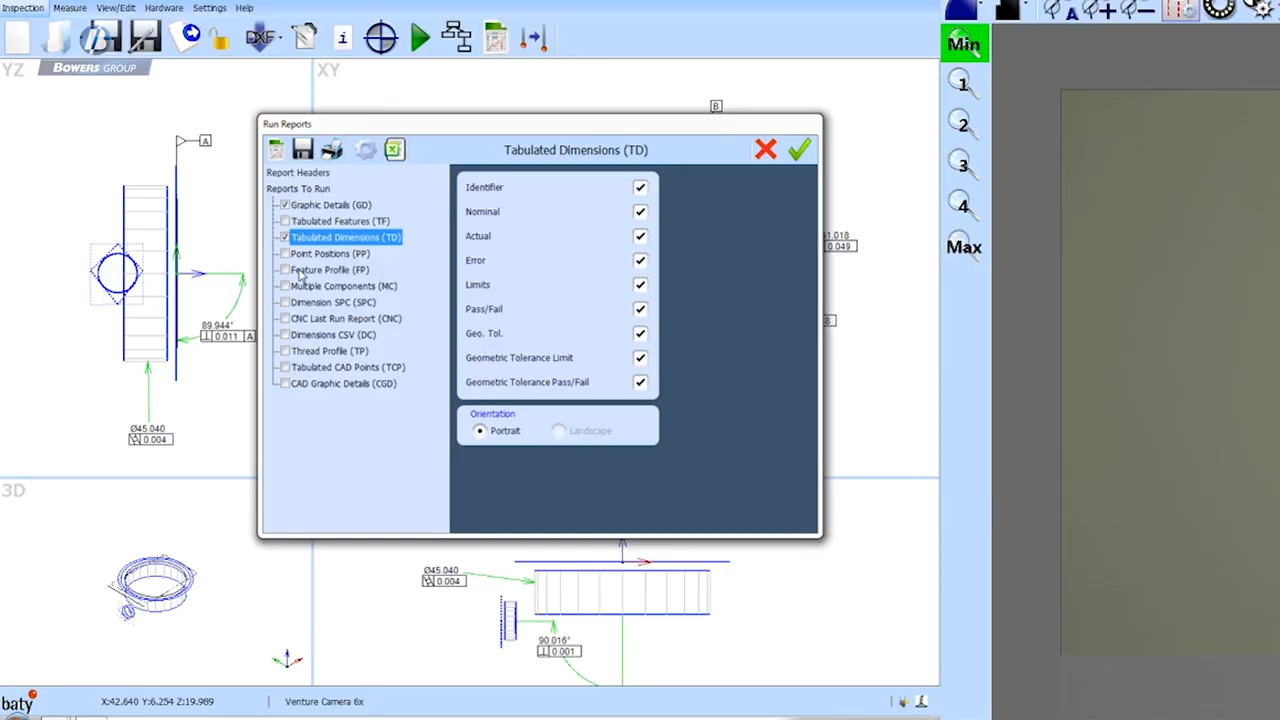 Inspection Measure View/Edit Hardware Settings Help
DXF
i
A
Min
YZ
BOWERS GROUP
XY
1
B
Run Reports
2
A
Tabulated Dimensions (TD)
3
Report Headers
Reports To Run
Graphic Details (GD)
Tabulated Features (TF)
Tabulated Dimensions (TD)
Point Positions (PP)
Feature Profile (FP)
Multiple Components (MC)
Dimension SPC (SPC)
CNC Last Run Report (CNC)
Dimensions CSV (DC)
Thread Profile (TP)
Tabulated CAD Points (TCP)
CAD Graphic Details (CGD)
Identifier
Nominal
Actual
Error
Limits
Pass/Fail
Geo. Tol.
Geometric Tolerance Limit
Geometric Tolerance Pass/Fail
Orientation
Portrait
Landscape
4
Max
0.049
89.944°
0.011 A
B
Ø45.040
0.004
3D
Ø45.040
0.004
90.016°
0.001
baty
X:42.640 Y:6.254 Z:19.989
Venture Camera 6x